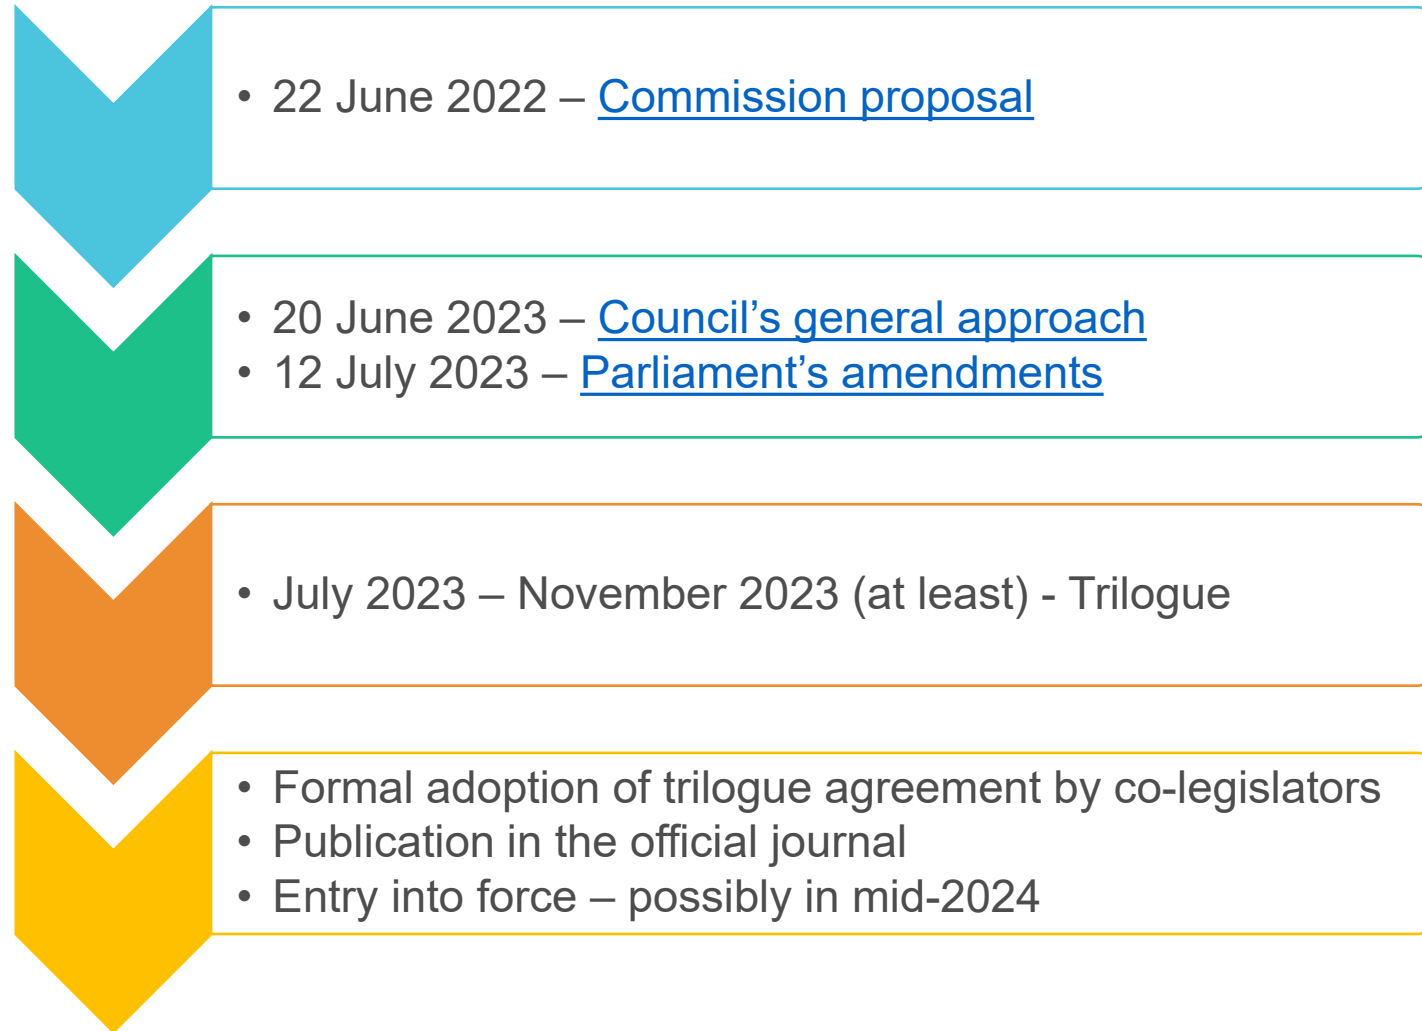 • 22 June 2022 – Commission proposal
• 20 June 2023 – Council’s general approach
• 12 July 2023 – Parliament’s amendments
• July 2023 – November 2023 (at least) - Trilogue
• Formal adoption of trilogue agreement by co-legislators
• Publication in the official journal
• Entry into force – possibly in mid-2024